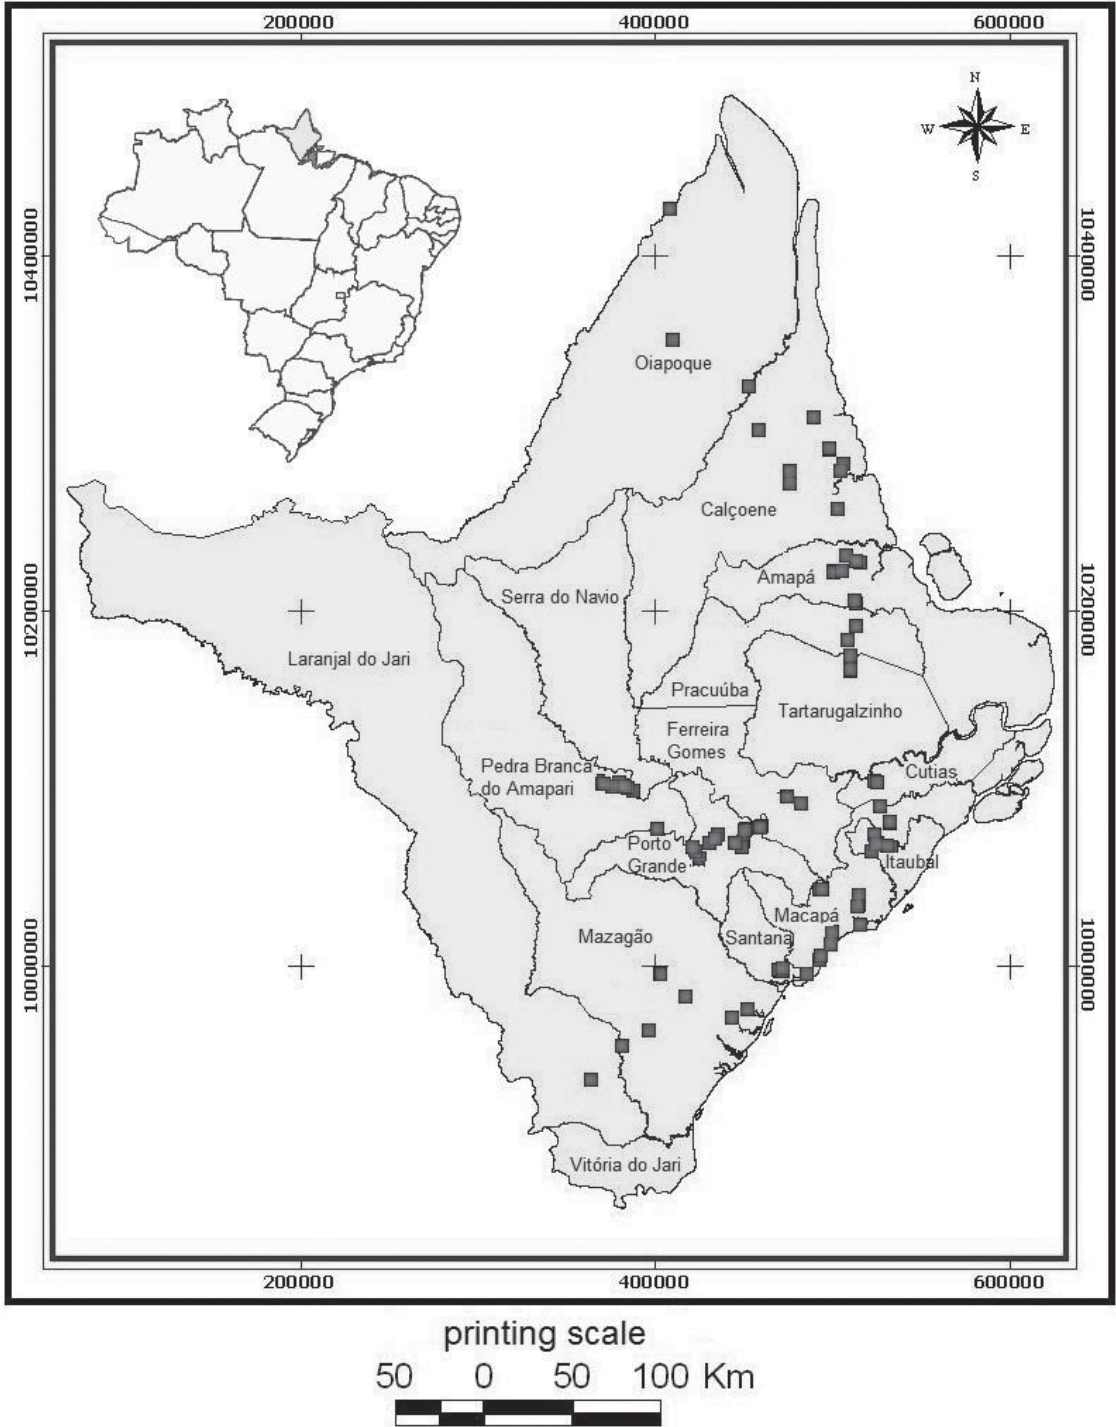 200000 400000 600000
N
W E
S
10400000 10400000
Oiapoque
Calçoene
Amapá
Serra do Navio
10200000 10200000
Laranjal do Jari
Pracuúba
Tartarugalzinho
Ferreira
Gomes
Pedra Branca
do Amapari
Cutias
Porto
Grande
Itaubal
Macapá
Mazagão
Santana
10000000 10000000
Vitória do Jari
200000 400000 600000
printing scale
50 0 50 100 Km